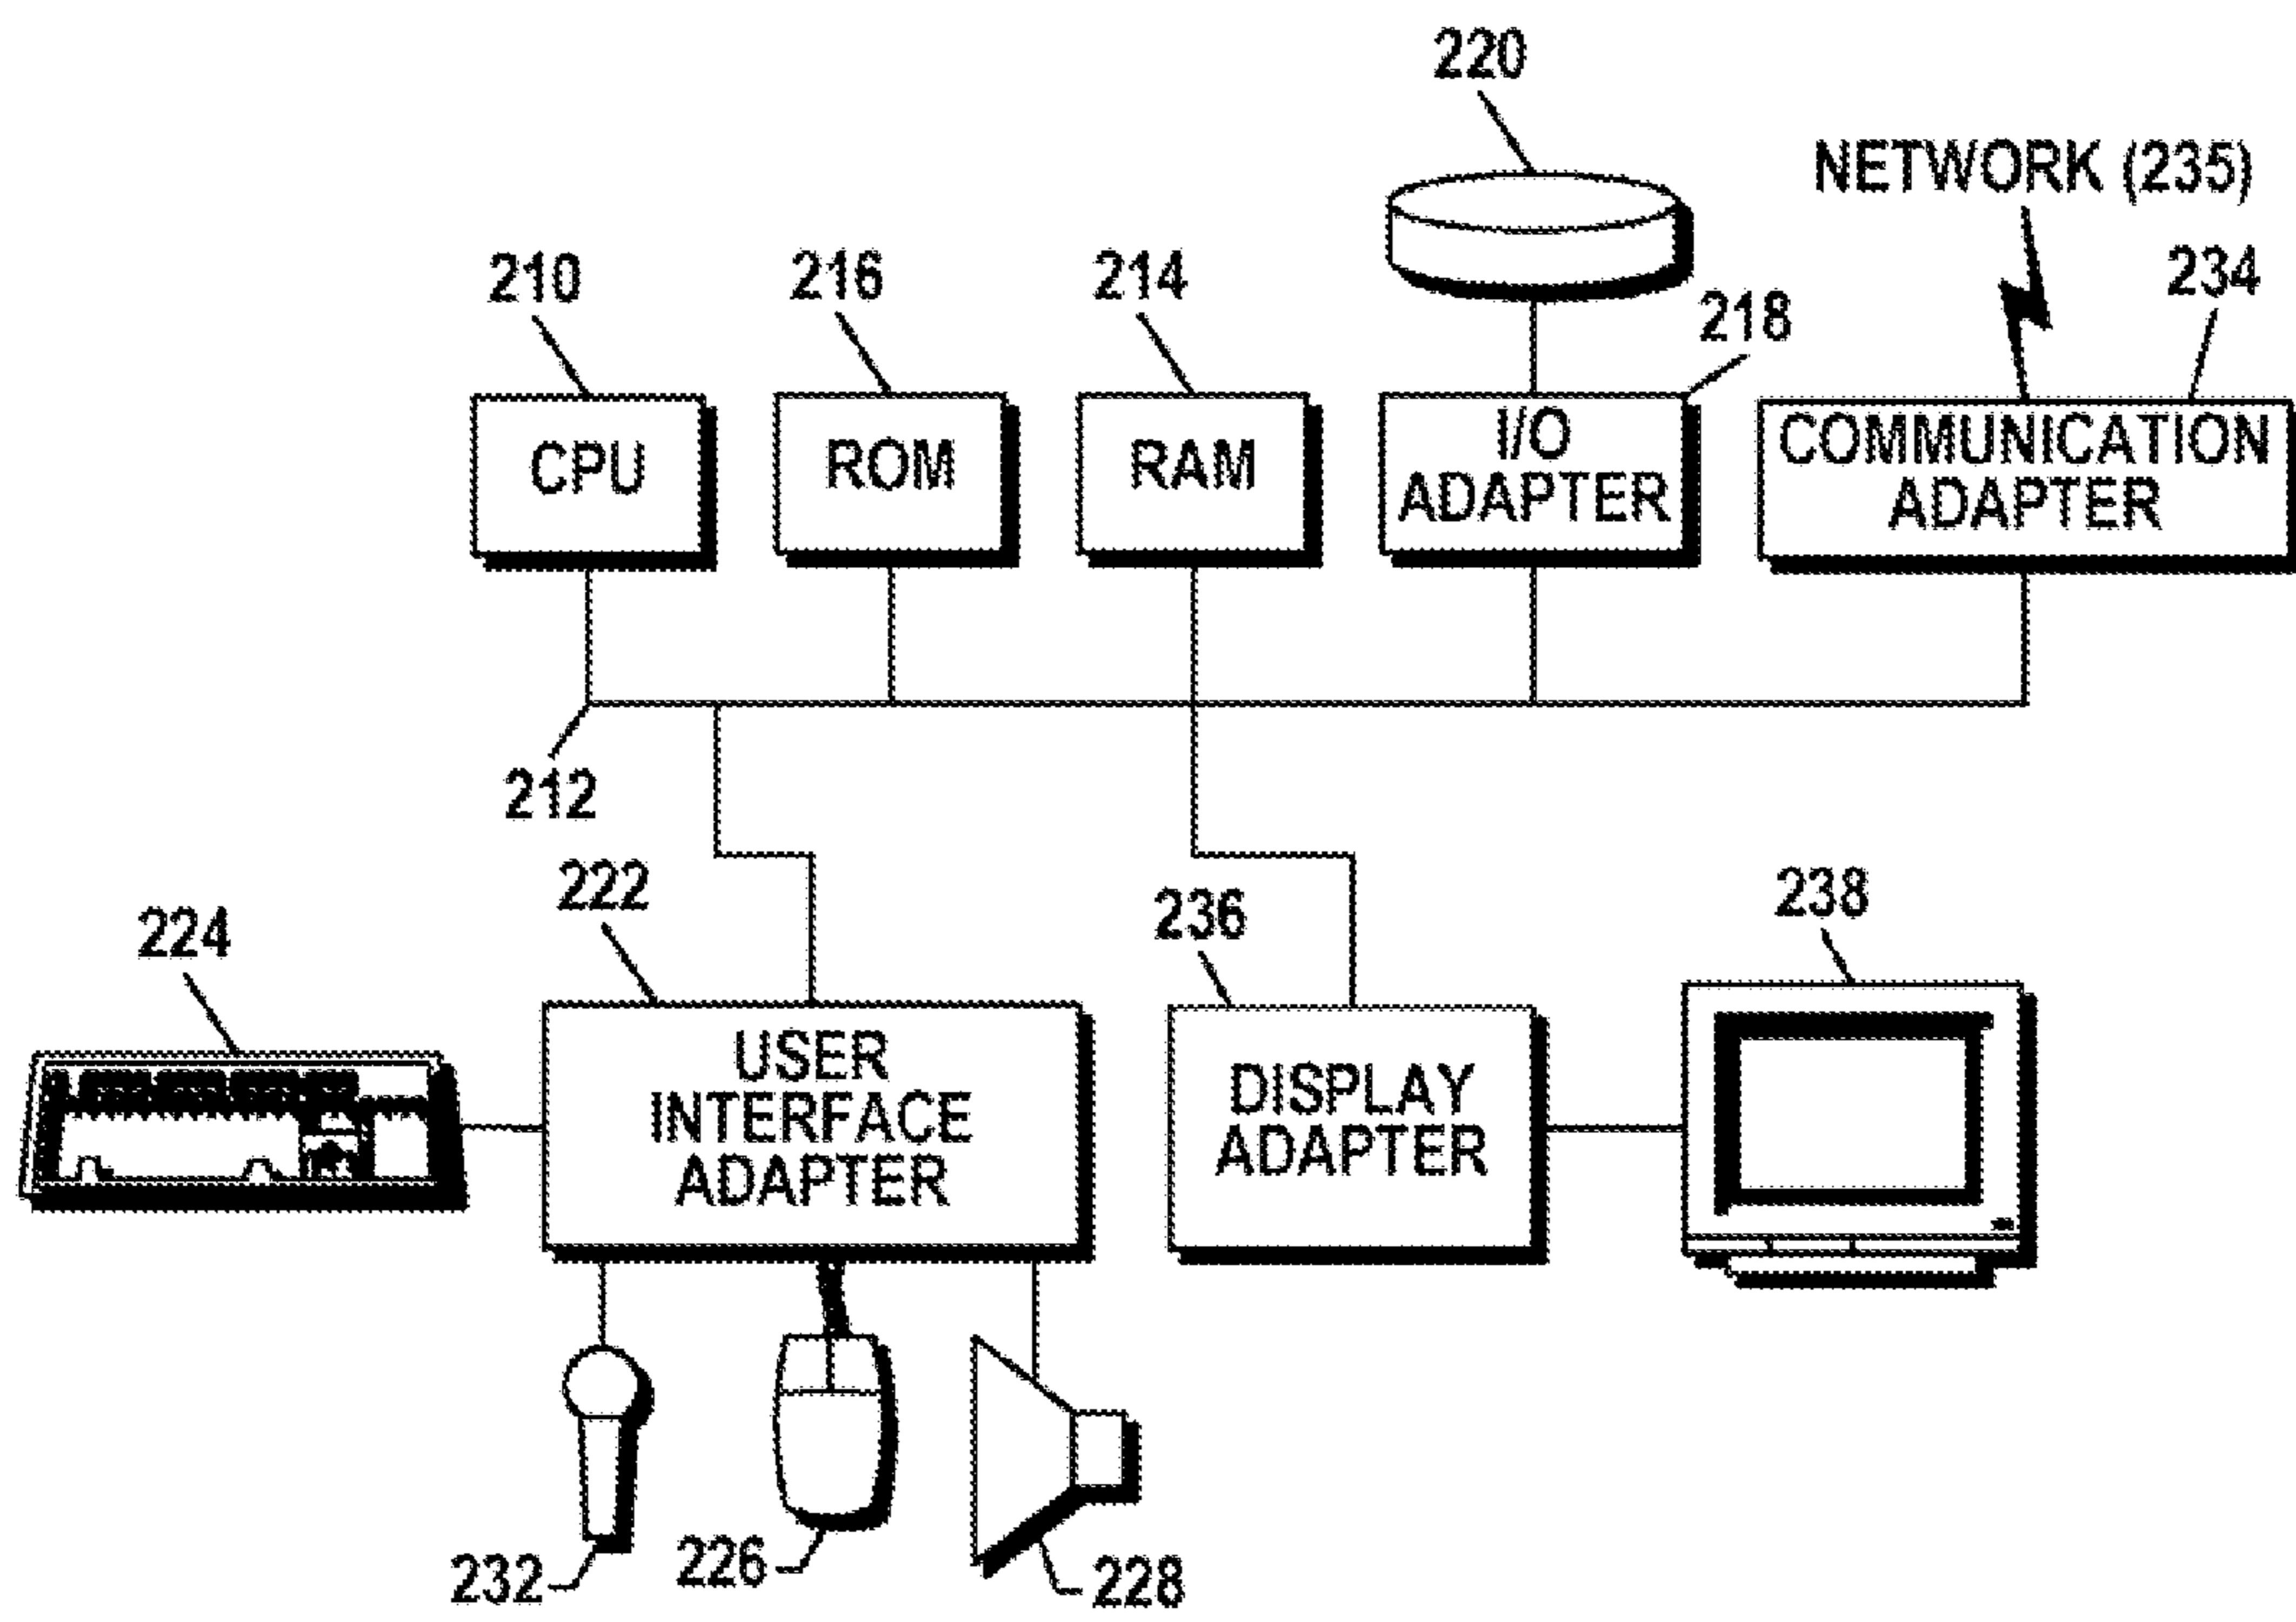 220
NETWORK (235)
210
216
214
218
234
CPU
ROM
RAM
I/O
ADAPTER
COMMUNICATION
ADAPTER
212
222
236
238
224
USER
INTERFACE
ADAPTER
DISPLAY
ADAPTER
232
226
228